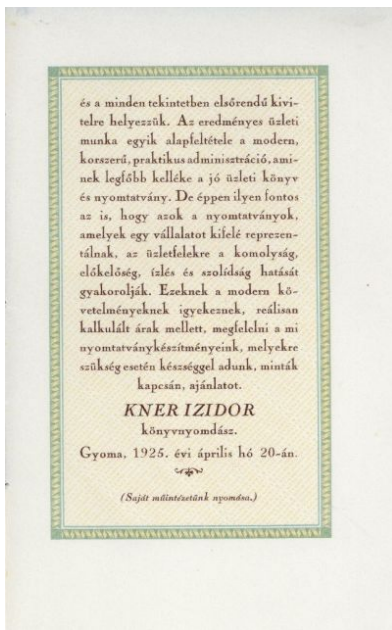 és a minden tekintetben elsőrendű kivi-
telre helyezzük. Az eredményes üzleti
munka egyik alapfeltétele a modern,
korszerű, praktikus adminisztráció, ami-
nek legfőbb kelléke a jó üzleti könyv
és nyomtatvány. De éppen ilyen fontos
az is, hogy azok a nyomtatványok,
amelyek egy vállalatot kifelé reprezen-
tálnak, az üzletfelekre a komolyság,
előkelőség, ízlés és szolídság hatását
gyakorolják. Ezeknek a modern kö-
vetelményeknek igyekeznek, reálisan
kalkulált árak mellett, megfelelni a mi
nyomtatványkészítményeink, melyekre
szükség esetén készséggel adunk, minták
kapcsán, ajánlatot.
KNER IZIDOR
könyvnyomdász.
Gyoma, 1925. évi április hó 20-án.
(Saját műintézetünk nyomása.)